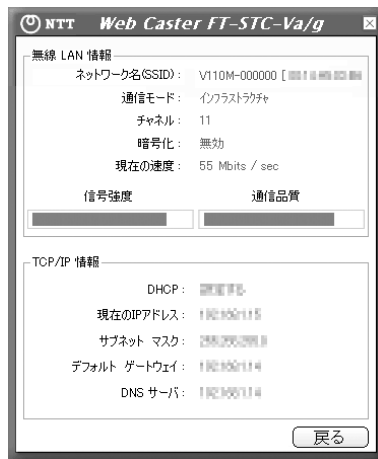 NTT Web Caster FT-STC-Va/g
無線 LAN 情報
ネットワーク名(SSID): V110M-000000 [
通信モード: インフラストラクチャ
チャネル: 11
暗号化: 無効
現在の速度: 55 Mbits / sec
信号強度 通信品質
TCP/IP 情報
DHCP:
現在のIPアドレス:
サブネット マスク:
デフォルト ゲートウェイ:
DNS サーバ:
戻る